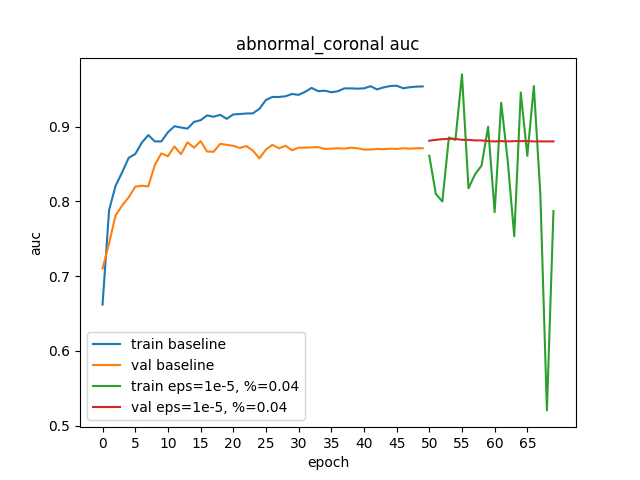 abnormal_coronal auc
auc
0.9
0.8
0.7
0.6
0.5
train baseline
val baseline
train eps=1e-5, %=0.04
val eps=1e-5, %=0.04
0 5 10 15 20 25 30 35 40 45 50 55 60 65
epoch